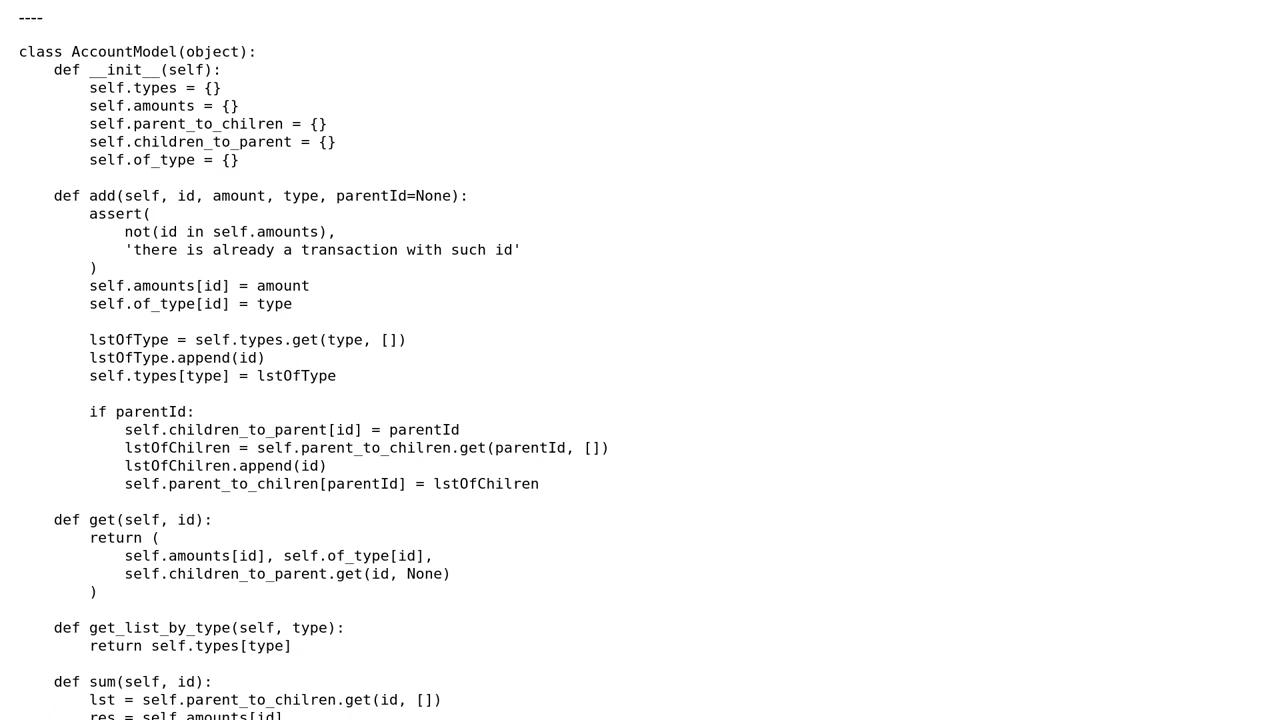 ----
class AccountModel(object):
    def __init__(self):
        self.types = {}
        self.amounts = {}
        self.parent_to_chilren = {}
        self.children_to_parent = {}
        self.of_type = {}
    def add(self, id, amount, type, parentId=None):
        assert(
            not(id in self.amounts),
            'there is already a transaction with such id'
        )
        self.amounts[id] = amount
        self.of_type[id] = type
        lstOfType = self.types.get(type, [])
        lstOfType.append(id)
        self.types[type] = lstOfType
        if parentId:
            self.children_to_parent[id] = parentId
            lstOfChilren = self.parent_to_chilren.get(parentId, [])
            lstOfChilren.append(id)
            self.parent_to_chilren[parentId] = lstOfChilren
    def get(self, id):
        return (
            self.amounts[id], self.of_type[id],
            self.children_to_parent.get(id, None)
        )
    def get_list_by_type(self, type):
        return self.types[type]
    def sum(self, id):
        lst = self.parent_to_chilren.get(id, [])
        res = self.amounts[id]